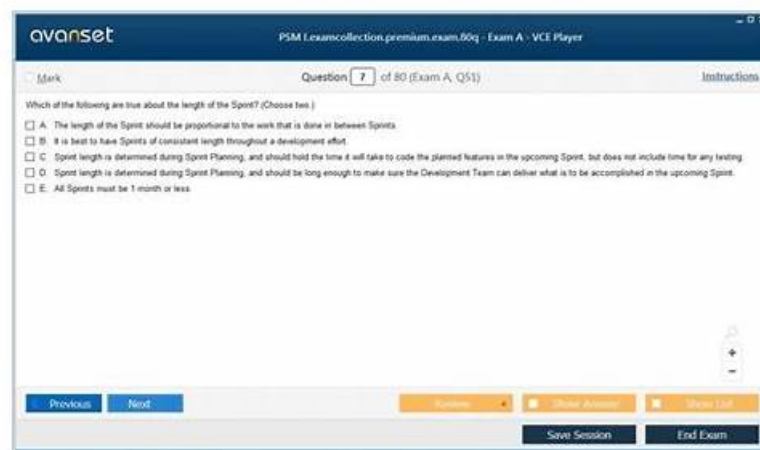 avanset
PSM I.examcollection.premium.exam.80q - Exam A - VCE Player
Mark
Question 7 of 80 (Exam A, Q51)
Instructions
Which of the following are true about the length of the Sprint? (Choose two.)
A. The length of the Sprint should be proportional to the work that is done in between Sprints.
B. It is best to have Sprints of consistent length throughout a development effort.
C. Sprint length is determined during Sprint Planning, and should hold the time it will take to code the planned features in the upcoming Sprint, but does not include time for any testing.
D. Sprint length is determined during Sprint Planning, and should be long enough to make sure the Development Team can deliver what is to be accomplished in the upcoming Sprint.
E. All Sprints must be 1 month or less.
Previous
Next
Review
Show Answer
Show List
Save Session
End Exam